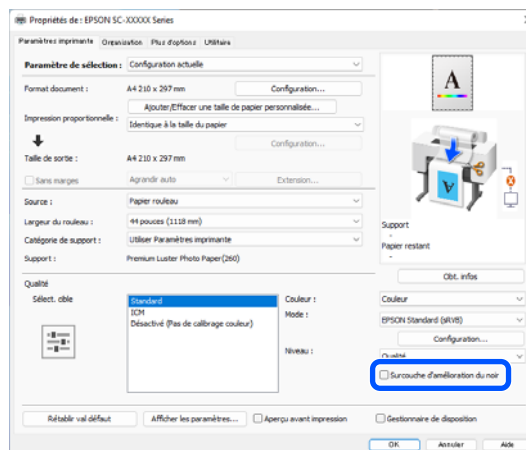 Propriétés de : EPSON SC-XXXXX Series
Paramètres imprimante Organisation Plus d'options Utilitaire
Paramètre de sélection : Configuration actuelle
Format document : A4 210 x 297 mm Configuration...
Ajouter/Effacer une taille de papier personnalisée...
Impression proportionnelle : Identique à la taille du papier
Configuration...
Taille de sortie : A4 210 x 297 mm
Sans marges Agrandir auto Extension...
Source : Papier rouleau
Largeur du rouleau : 44 pouces (1118 mm)
Catégorie de support : Utiliser Paramètres imprimante
Support : Premium Luster Photo Paper(260)
A
A
Support
-
Papier restant
-
Obt. infos
Qualité
Sélect. cible
Standard
ICM
Désactivé (Pas de calibrage couleur)
Couleur : Couleur
Mode : EPSON Standard (sRVB)
Configuration...
Niveau : Qualité
Surcouche d'amélioration du noir
Rétablir val défaut Afficher les paramètres... Aperçu avant impression Gestionnaire de disposition
OK Annuler Aide